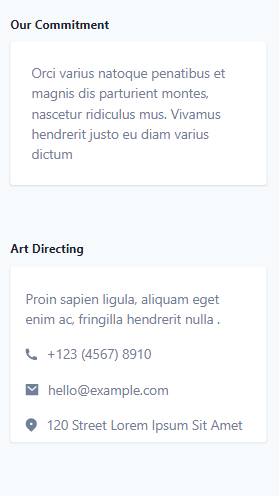 Our Commitment
Orci varius natoque penatibus et
magnis dis parturient montes,
nascetur ridiculus mus. Vivamus
hendrerit justo eu diam varius
dictum
Art Directing
Proin sapien ligula, aliquam eget
enim ac, fringilla hendrerit nulla .
+123 (4567) 8910
hello@example.com
120 Street Lorem Ipsum Sit Amet